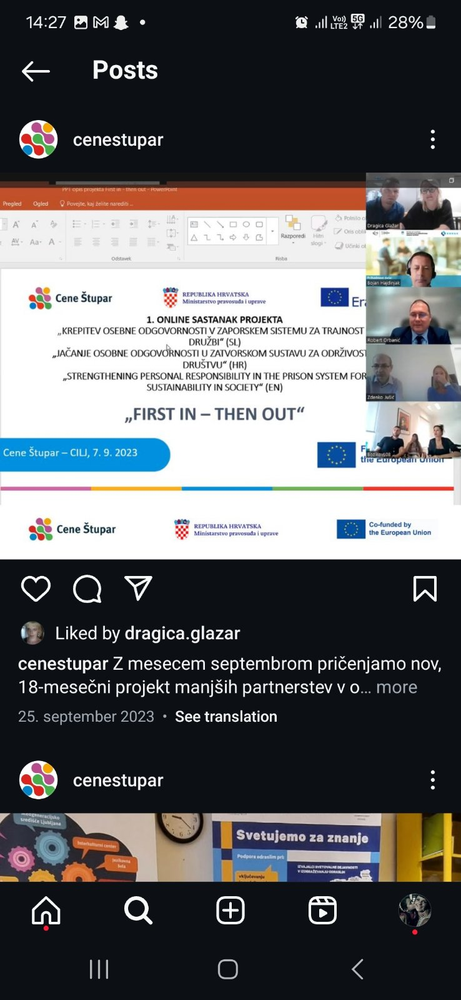 14:27
Vo))
LTE2
5G
28%
Posts
cenestupar
PPT opis projekta First in - then out - PowerPoint
Pregled Ogled Povejte, kaj želite narediti ...
Razporedi
Hitri
slogi
Polnilo o
Oris obli
Učinki ob
Odstavek
Risba
Dragica Glažar
Bojan Hajdinjak
Robert Orbanić
Zdenko Jušić
Bozikovi08
Cene Štupar
REPUBLIKA HRVATSKA
Ministarstvo pravosuđa i uprave
Era
1. ONLINE SASTANAK PROJEKTA
„KREPITEV OSEBNE ODGOVORNOSTI V ZAPORSKEM SISTEMU ZA TRAJNOST
DRUŽBI“ (SL)
„JAČANJE OSOBNE ODGOVORNOSTI U ZATVORSKOM SUSTAVU ZA ODRŽIVOST
DRUŠTVU“ (HR)
„STRENGTHENING PERSONAL RESPONSIBILITY IN THE PRISON SYSTEM FOR
SUSTAINABILITY IN SOCIETY“ (EN)
„FIRST IN – THEN OUT“
Cene Štupar – CILJ, 7. 9. 2023
the European Union
Cene Štupar
REPUBLIKA HRVATSKA
Ministarstvo pravosuđa i uprave
Co-funded by
the European Union
Liked by dragica.glazar
cenestupar Z mesecem septembrom pričenjamo nov,
18-mesečni projekt manjših partnerstev v o... more
25. september 2023 • See translation
cenestupar
Medgeneracijsko
središče Ljubljana
Interkulturni center
Jezikovna
šola
Svetujemo za znanje
Podpora odraslim pri:
vključevanju
IZVAJALCI SVETOVALNE DEJAVNOSTI
V IZOBRAŽEVANJU ODRASLIH